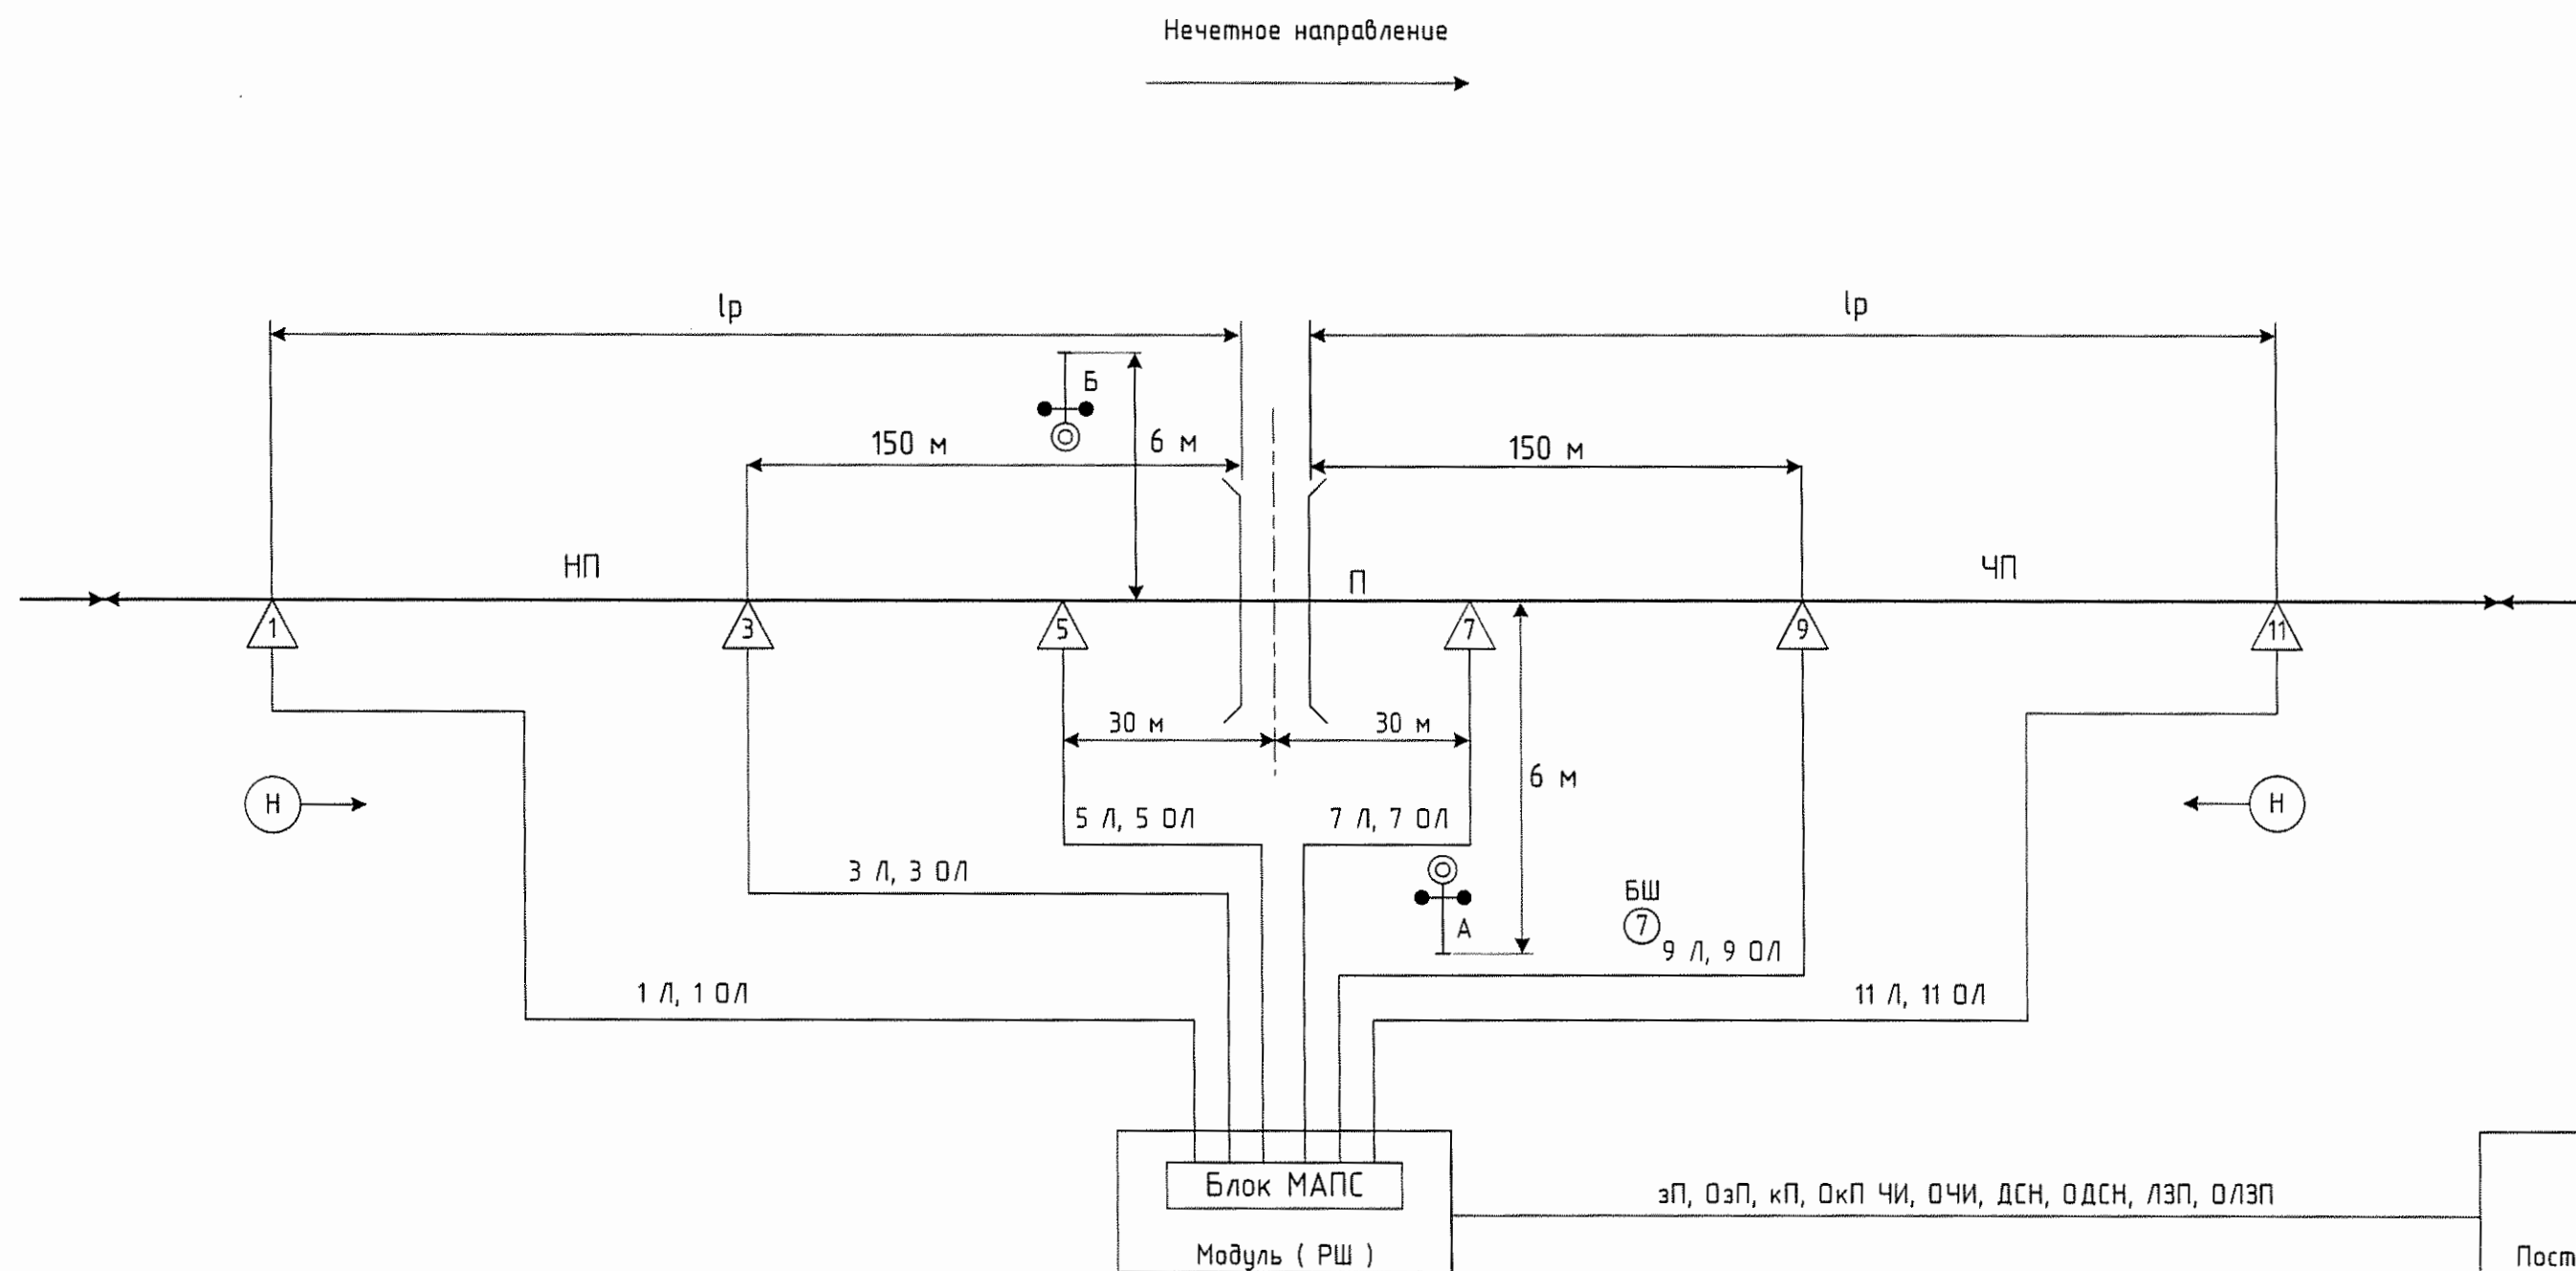 Нечетное направление
lр
lр
Б
150 м
6 м
150 м
НП
П
ЧП
1
3
5
7
9
11
30 м
30 м
6 м
Н
Н
5 Л, 5 ОЛ
7 Л, 7 ОЛ
3 Л, 3 ОЛ
БШ
7
А
9 Л, 9 ОЛ
1 Л, 1 ОЛ
11 Л, 11 ОЛ
Блок МАПС
зП, ОзП, кП, ОкП ЧИ, ОЧИ, ДСН, ОДСН, ЛЗП, ОЛЗП
Модуль ( РШ )
Пост